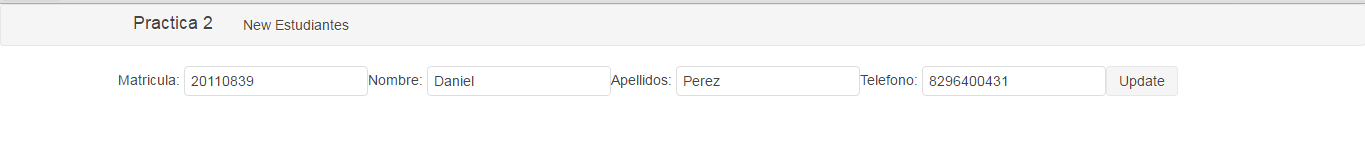 Practica 2 New Estudiantes
Matricula: 20110839 Nombre: Daniel Apellidos: Perez Telefono: 8296400431 Update